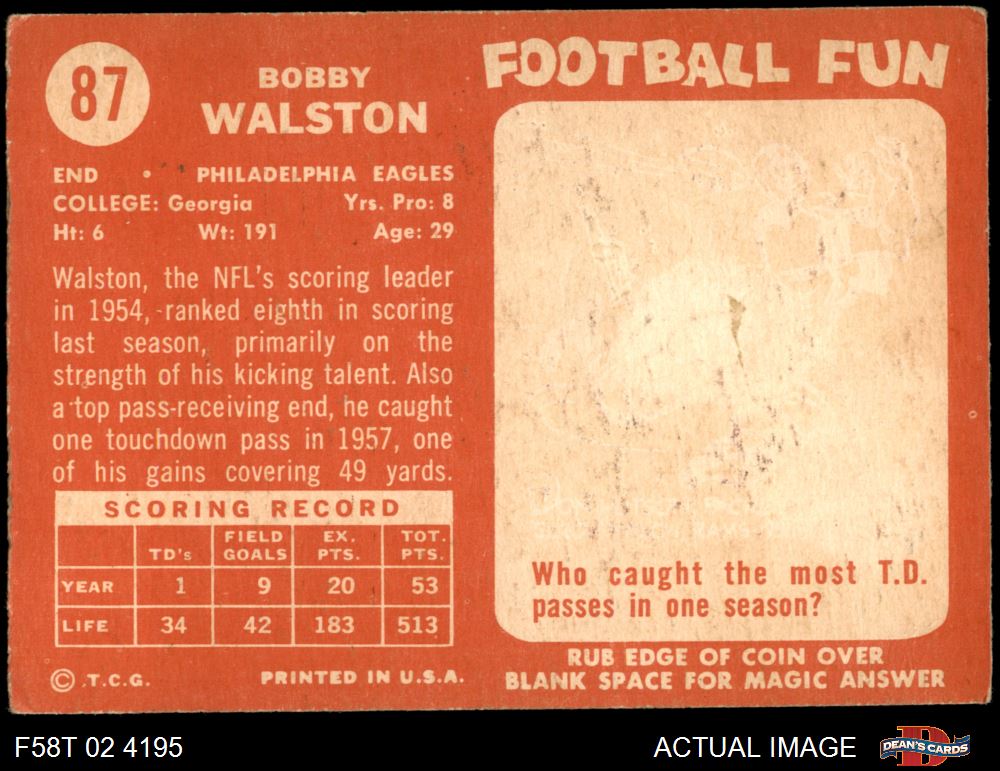 87
BOBBY
WALSTON
END • PHILADELPHIA EAGLES
COLLEGE: Georgia Yrs. Pro: 8
Ht: 6 Wt: 191 Age: 29
Walston, the NFL's scoring leader
in 1954, ranked eighth in scoring
last season, primarily on the
strength of his kicking talent. Also
a top pass-receiving end, he caught
one touchdown pass in 1957, one
of his gains covering 49 yards.
SCORING RECORD
TD's FIELD GOALS EX. PTS. TOT. PTS.
YEAR 1 9 20 53
LIFE 34 42 183 513
© T.C.G. PRINTED IN U.S.A.
FOOTBALL FUN
Who caught the most T.D.
passes in one season?
RUB EDGE OF COIN OVER
BLANK SPACE FOR MAGIC ANSWER
F58T 02 4195
ACTUAL IMAGE
DEAN'S CARDS